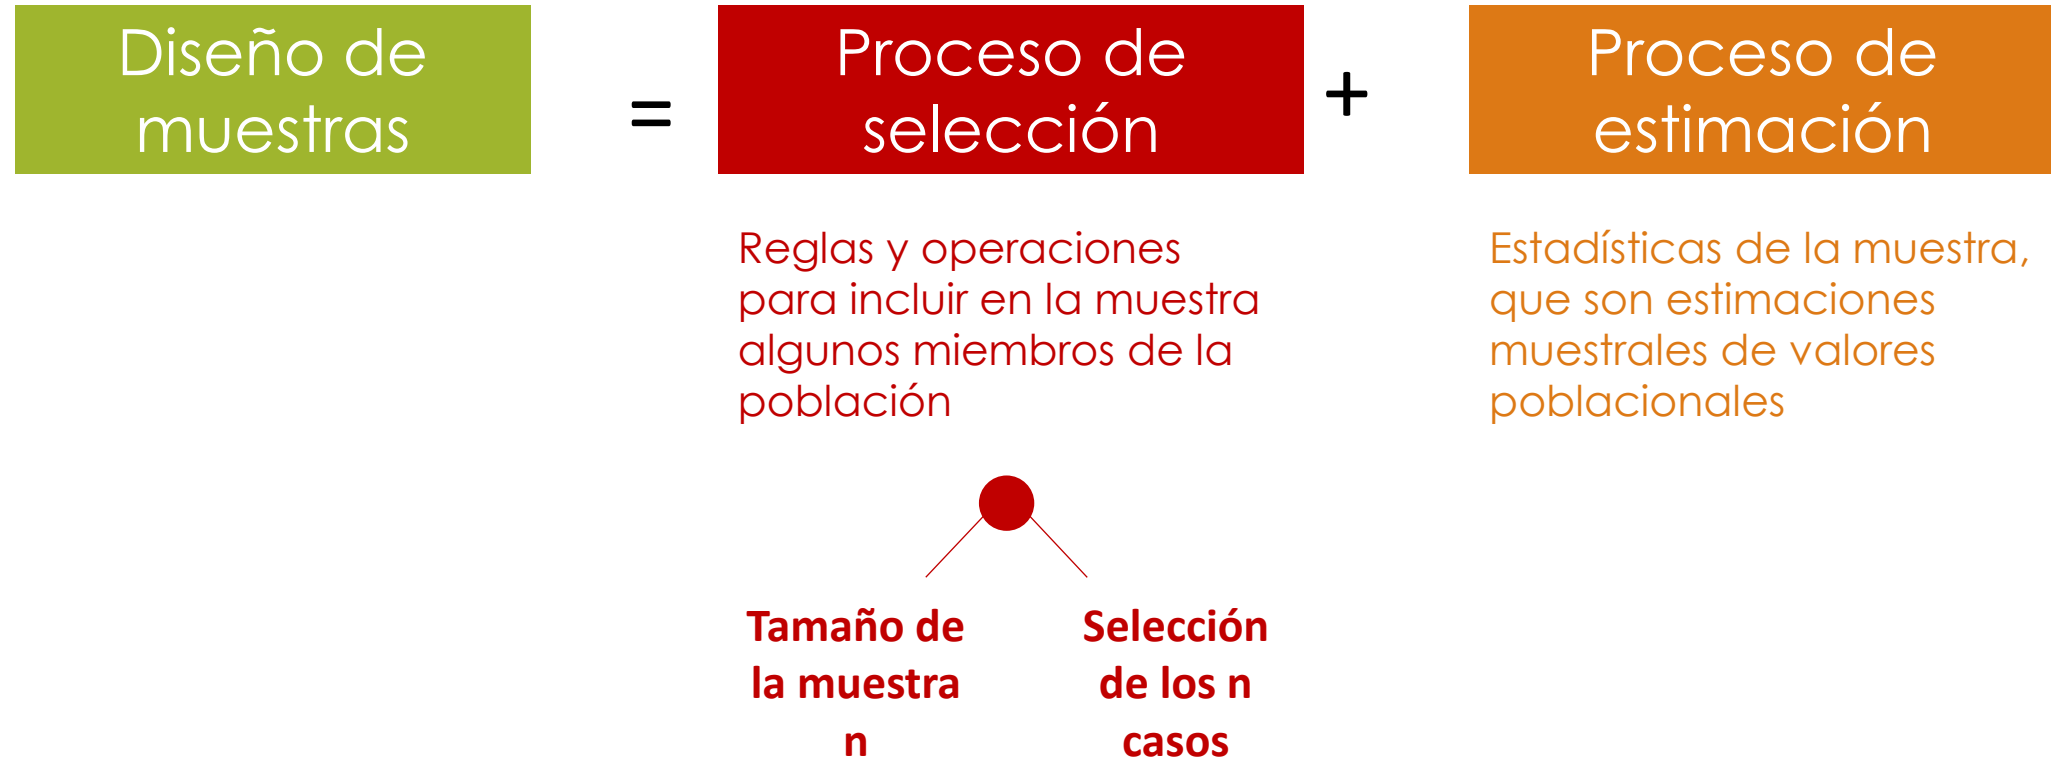 Diseño de
muestras
=
Proceso de
selección
+
Proceso de
estimación
Reglas y operaciones
para incluir en la muestra
algunos miembros de la
población
Estadísticas de la muestra,
que son estimaciones
muestrales de valores
poblacionales
Tamaño de
la muestra
n
Selección
de los n
casos